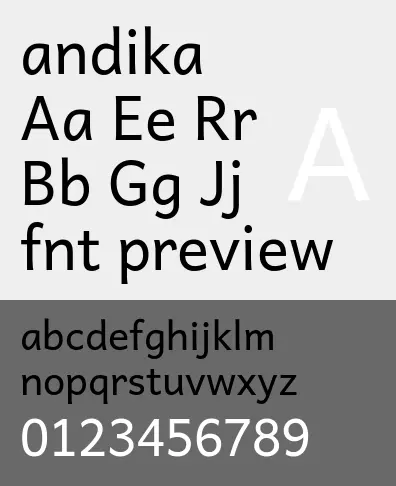 andika
Aa Ee Rr
A
Bb Gg Jj
fnt preview
abcdefghijklm
nopqrstuvwxyz
0123456789